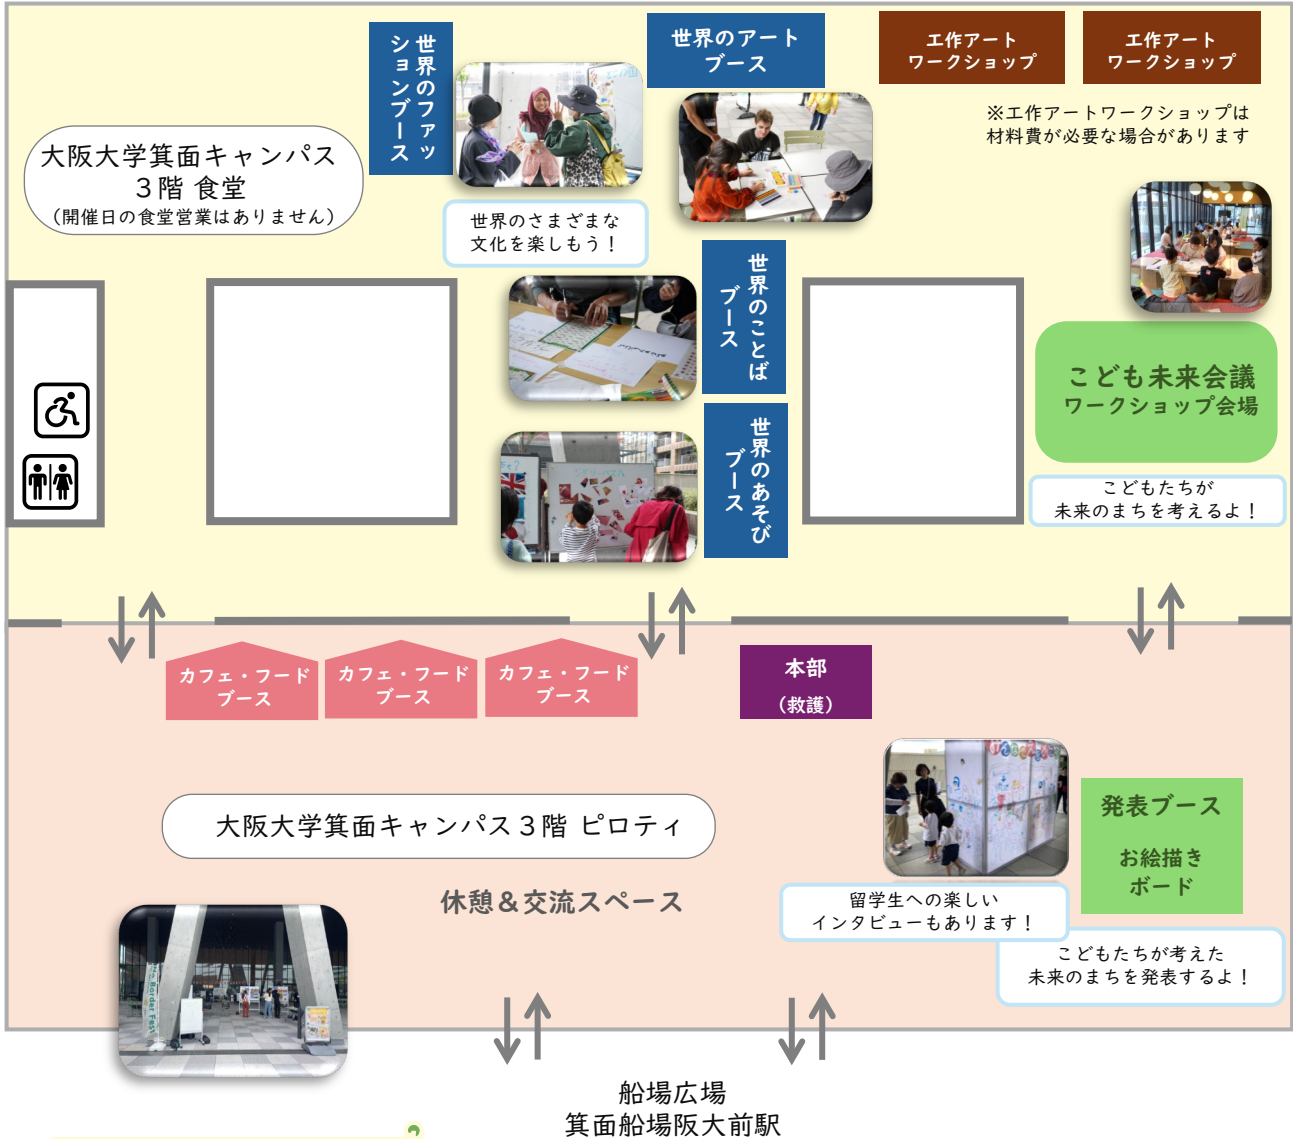 世界のファッ
ションブース
世界のアート
ブース
工作アート
ワークショップ
工作アート
ワークショップ
※工作アートワークショップは
材料費が必要な場合があります
大阪大学箕面キャンパス
３階 食堂
（開催日の食堂営業はありません）
世界のさまざまな
文化を楽しもう！
世界のことば
ブース
世界のあそび
ブース
こども未来会議
ワークショップ会場
こどもたちが
未来のまちを考えるよ！
カフェ・フード
ブース
カフェ・フード
ブース
カフェ・フード
ブース
本部
（救護）
大阪大学箕面キャンパス３階 ピロティ
休憩＆交流スペース
発表ブース
お絵描き
ボード
留学生への楽しい
インタビューもあります！
こどもたちが考えた
未来のまちを発表するよ！
No Border Fest
船場広場
箕面船場阪大前駅